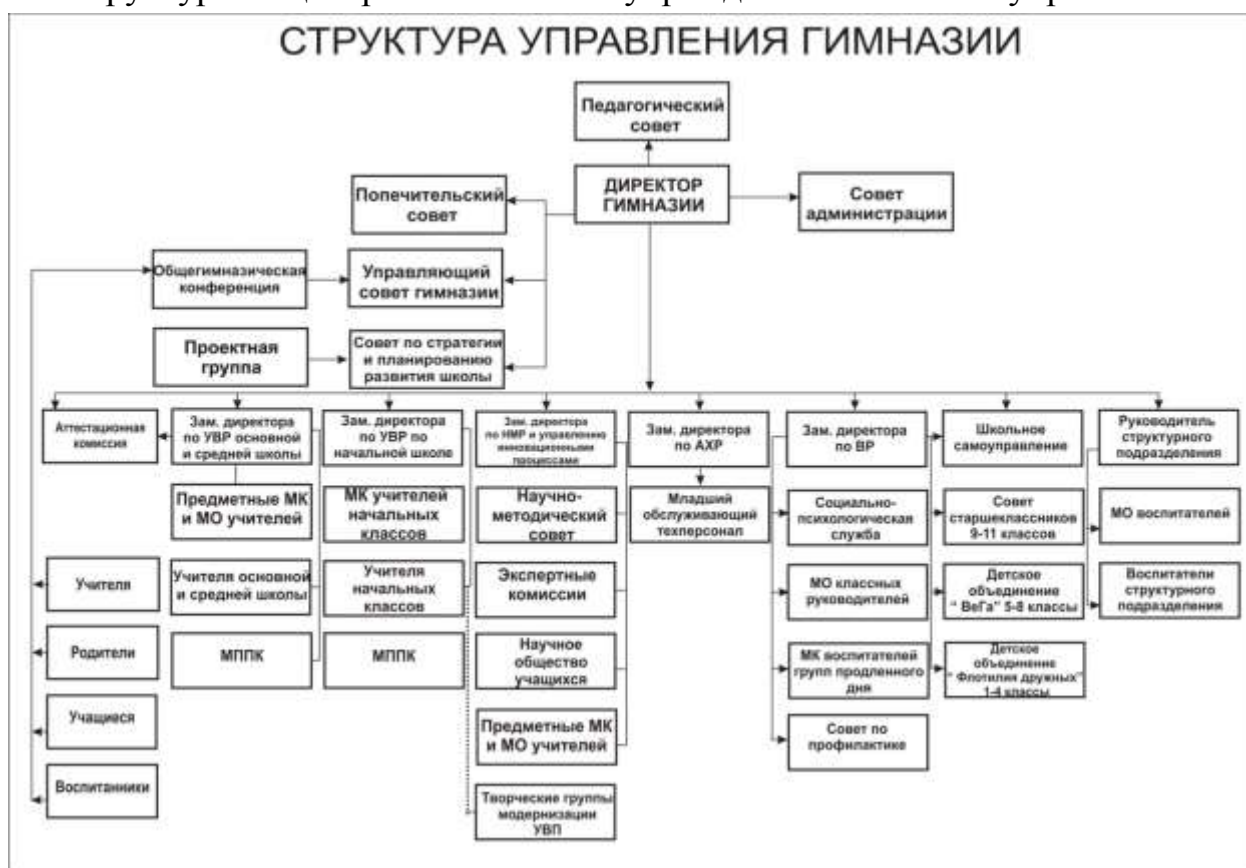 СТРУКТУРА УПРАВЛЕНИЯ ГИМНАЗИИ
Педагогический
совет
ДИРЕКТОР
ГИМНАЗИИ
Совет
администрации
Попечительский
совет
Общегимназическая
конференция
Управляющий
совет гимназии
Проектная
группа
Совет по стратегии
и планированию
развития школы
Аттестационная
комиссия
Зам. директора
по УВР основной
и средней школы
Зам. директора
по УВР по
начальной школе
Зам. директора
по НМР и управлению
инновационными
процессами
Зам. директора
по АХР
Зам. директора
по ВР
Школьное
самоуправление
Руководитель
структурного
подразделения
Предметные МК
и МО учителей
МК учителей
начальных
классов
Научно-
методический
совет
Младший
обслуживающий
техперсонал
Социально-
психологическая
служба
Совет
старшеклассников
9-11 классов
МО воспитателей
Учителя
Учителя основной
и средней школы
Учителя
начальных
классов
Экспертные
комиссии
МО классных
руководителей
Детское
объединение
“ ВеГа” 5-8 классы
Воспитатели
структурного
подразделения
Родители
МППК
МППК
Научное
общество
учащихся
МК воспитателей
групп продленного
дня
Детское
объединение
“ Флотилия дружных”
1-4 классы
Учащиеся
Предметные МК
и МО учителей
Совет по
профилактике
Воспитанники
Творческие группы
модернизации
УВП